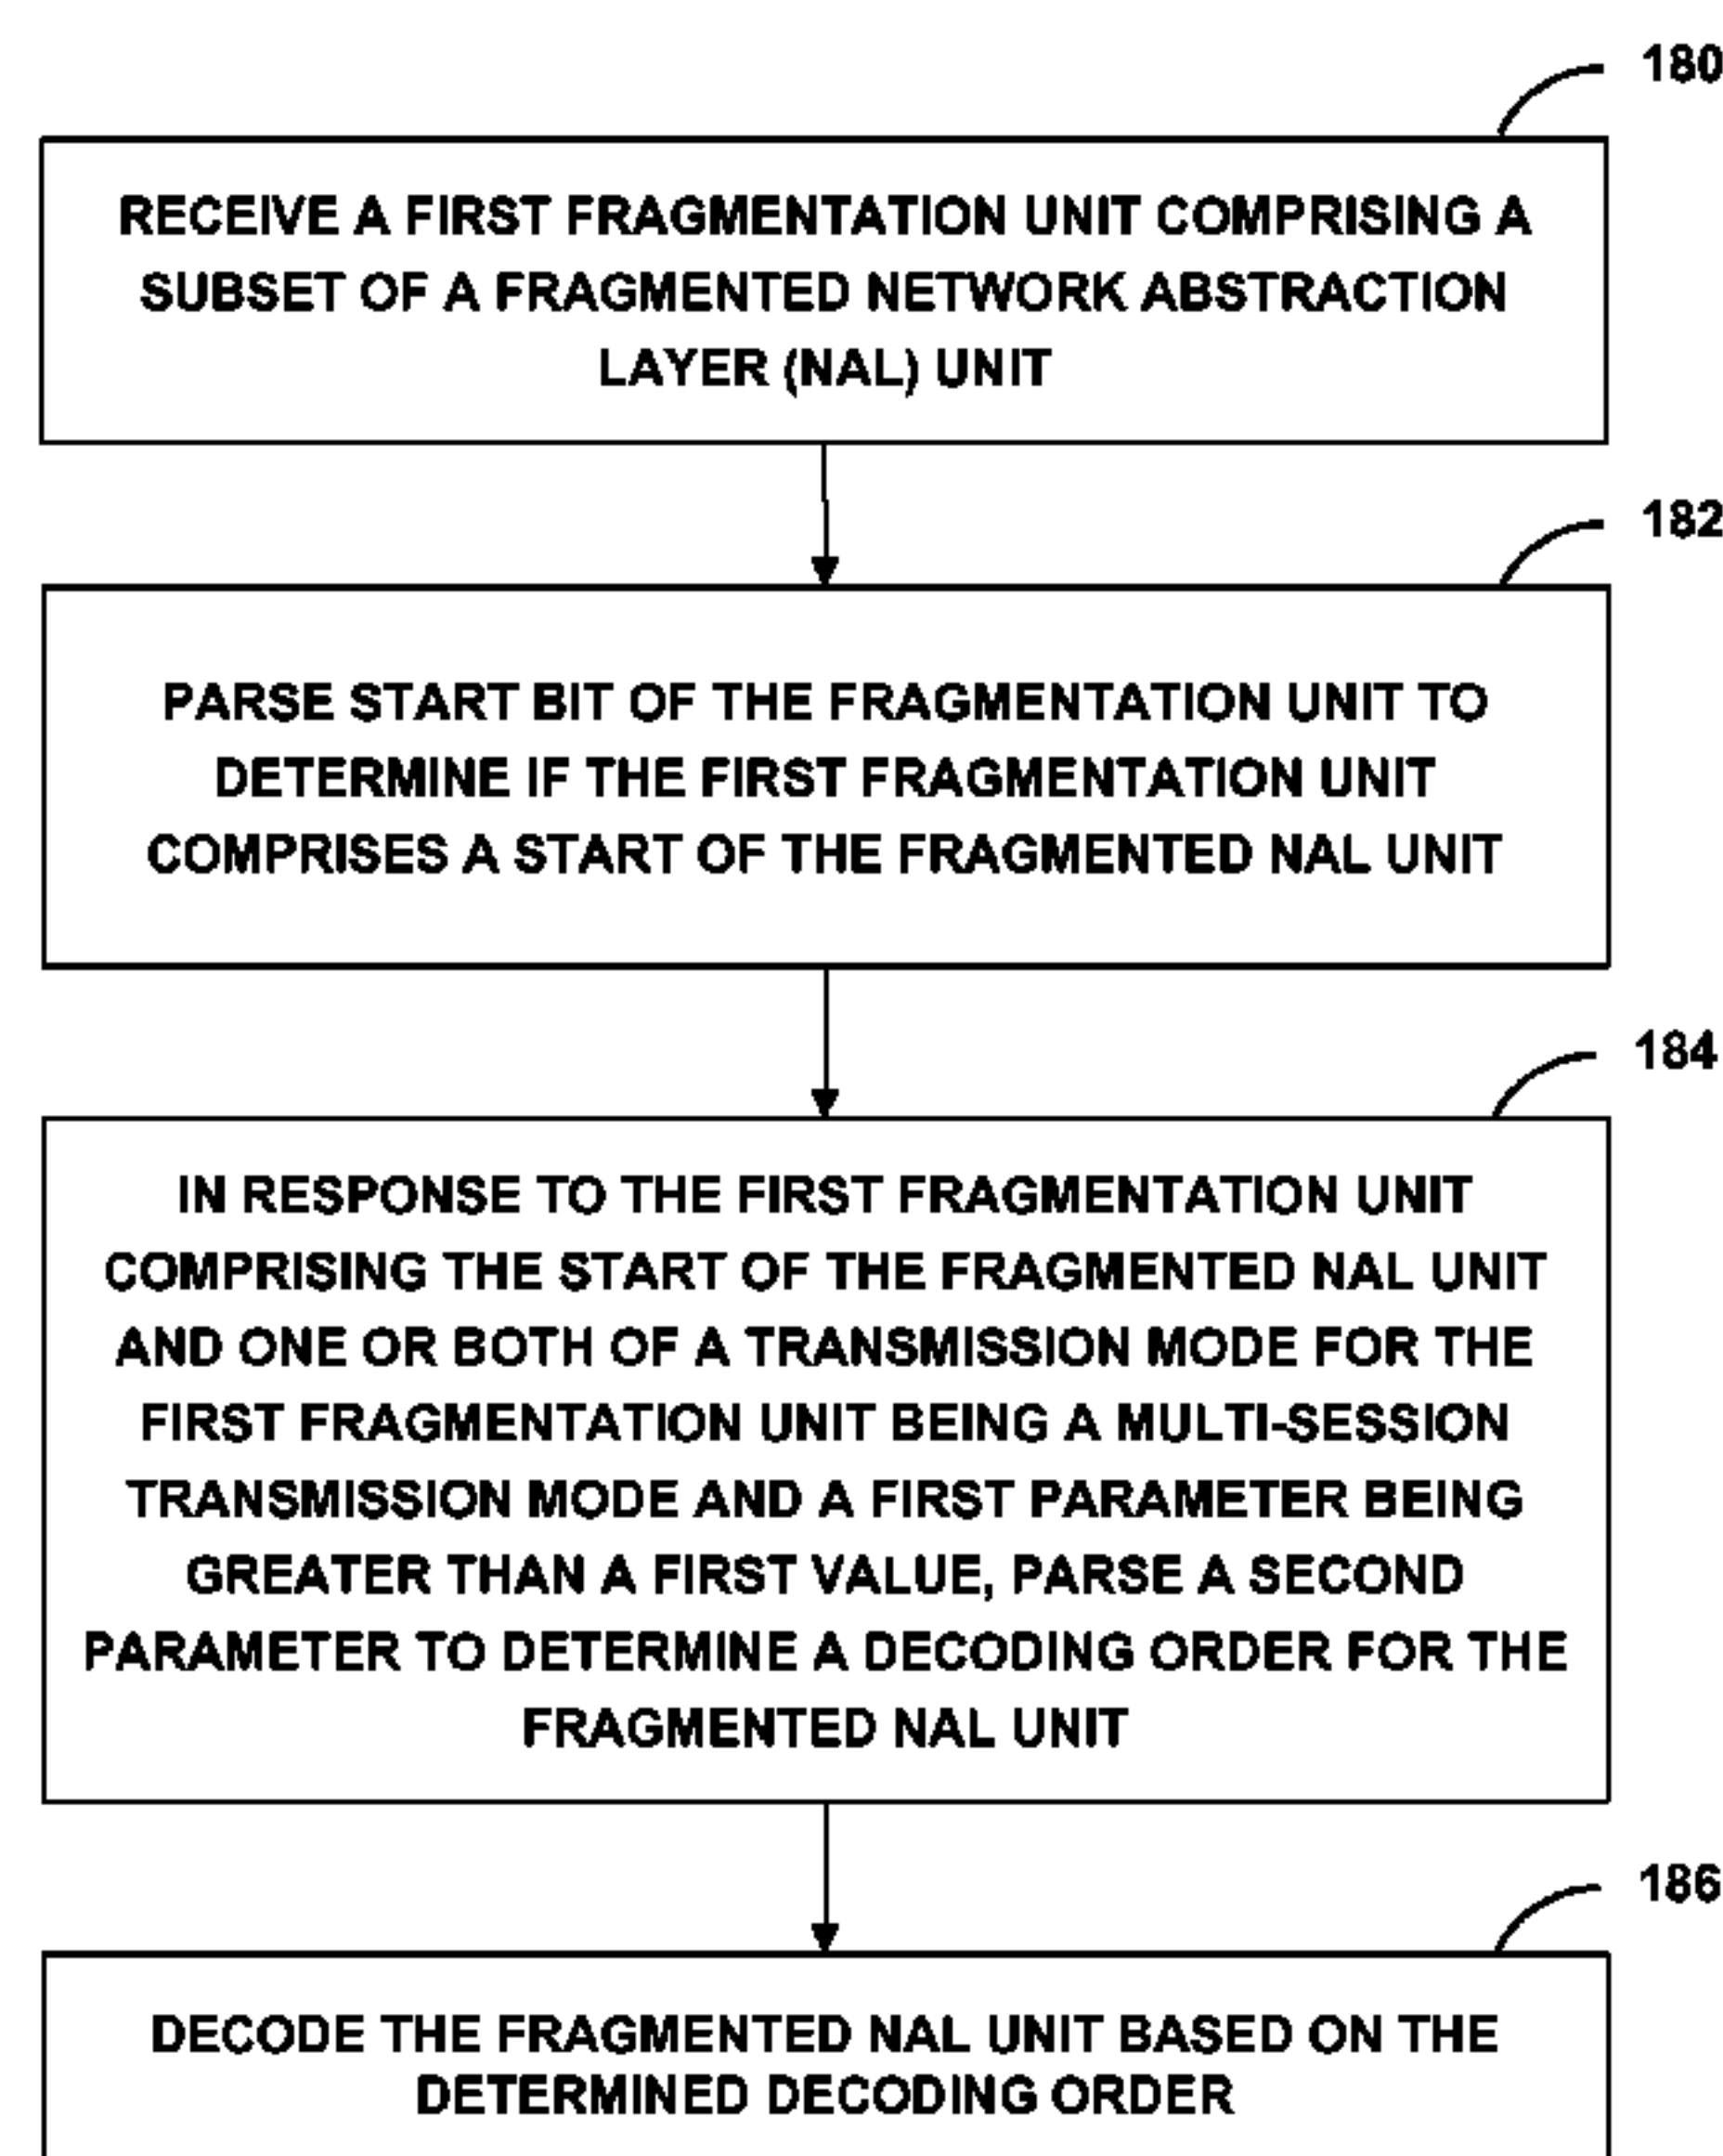 180
RECEIVE A FIRST FRAGMENTATION UNIT COMPRISING A
SUBSET OF A FRAGMENTED NETWORK ABSTRACTION
LAYER (NAL) UNIT
182
PARSE START BIT OF THE FRAGMENTATION UNIT TO
DETERMINE IF THE FIRST FRAGMENTATION UNIT
COMPRISES A START OF THE FRAGMENTED NAL UNIT
184
IN RESPONSE TO THE FIRST FRAGMENTATION UNIT
COMPRISING THE START OF THE FRAGMENTED NAL UNIT
AND ONE OR BOTH OF A TRANSMISSION MODE FOR THE
FIRST FRAGMENTATION UNIT BEING A MULTI-SESSION
TRANSMISSION MODE AND A FIRST PARAMETER BEING
GREATER THAN A FIRST VALUE, PARSE A SECOND
PARAMETER TO DETERMINE A DECODING ORDER FOR THE
FRAGMENTED NAL UNIT
186
DECODE THE FRAGMENTED NAL UNIT BASED ON THE
DETERMINED DECODING ORDER